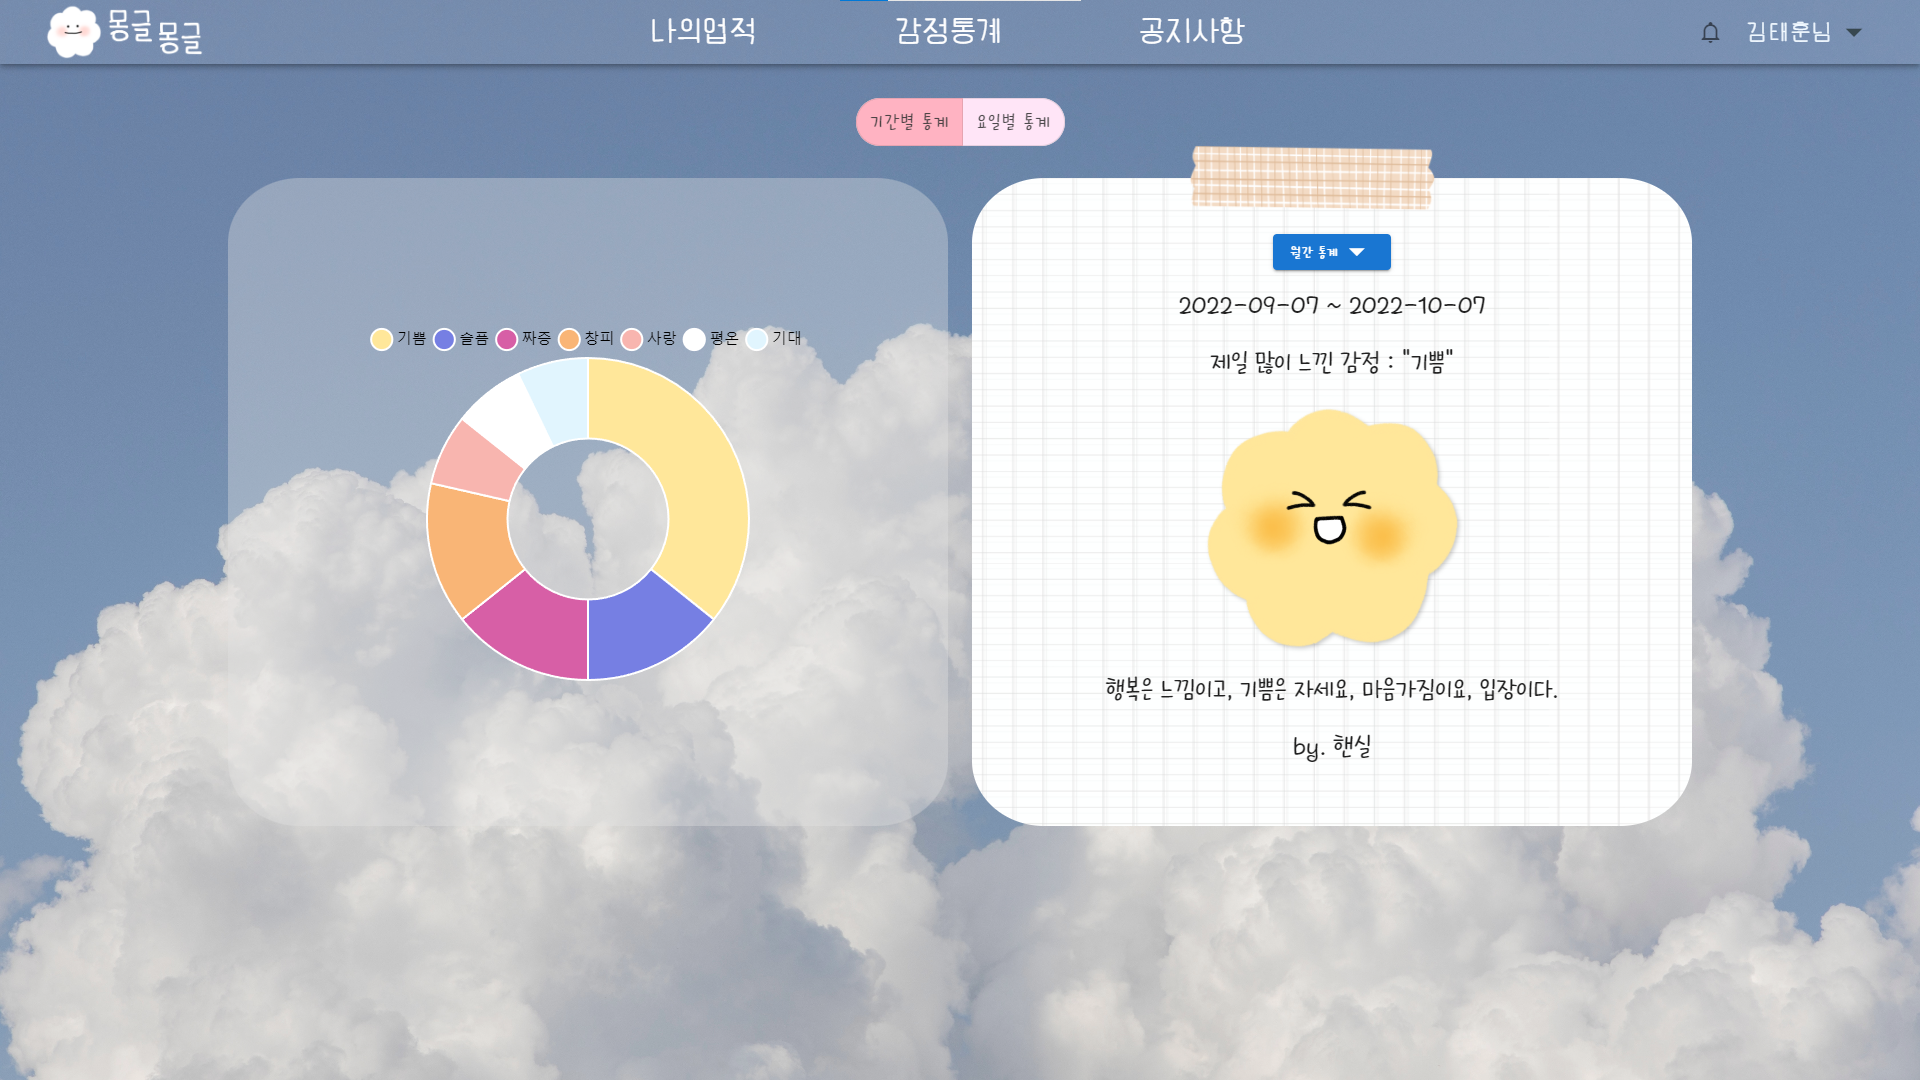 몽글 몽글
나의업적
감정통계
공지사항
김태훈님
기간별 통계
요일별 통계
기쁨 슬픔 짜증 창피 사랑 평온 기대
월간 통계
2022-09-07 ~ 2022-10-07
제일 많이 느낀 감정 : "기쁨"
행복은 느낌이고, 기쁨은 자세요, 마음가짐이요, 입장이다.
by. 핸실